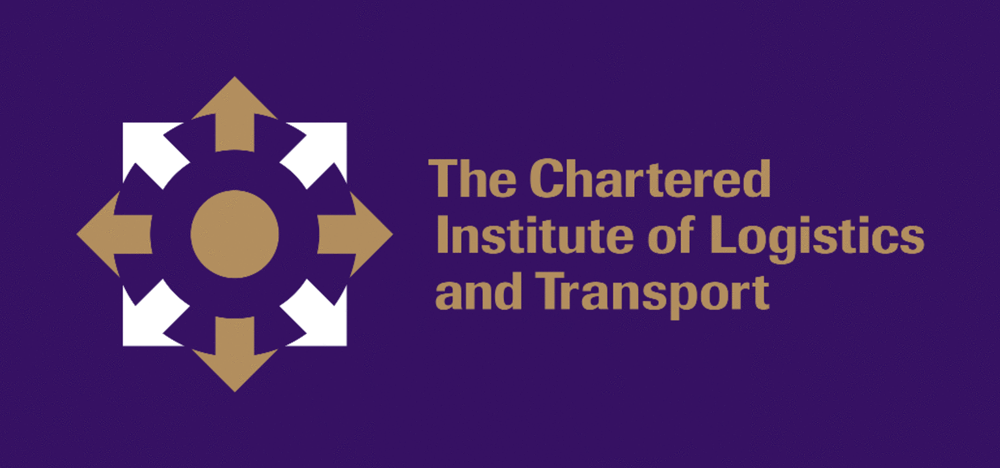 The Chartered
Institute of Logistics
and Transport